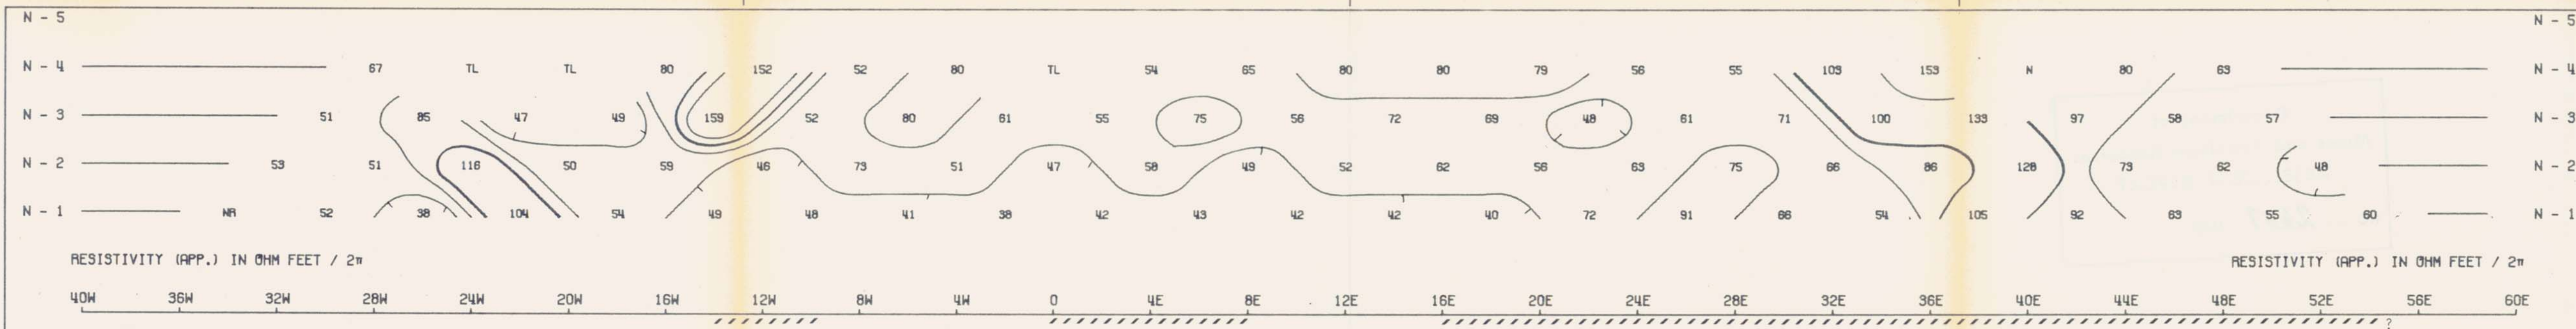 N - 5 N - 5
N - 4 67 TL TL 80 152 52 80 TL 54 65 80 80 79 56 55 103 153 N 80 63 N - 4
N - 3 51 85 47 49 159 52 80 61 55 75 56 72 69 48 61 71 100 133 97 58 57 N - 3
N - 2 53 51 116 50 59 46 73 51 47 58 49 52 62 56 63 75 66 86 128 73 62 48 N - 2
N - 1 NR 52 38 104 54 49 48 41 38 42 43 42 42 40 72 91 66 54 105 92 63 55 60 N - 1
RESISTIVITY (APP.) IN OHM FEET / 2π RESISTIVITY (APP.) IN OHM FEET / 2π
40W 36W 32W 28W 24W 20W 16W 12W 8W 4W 0 4E 8E 12E 16E 20E 24E 28E 32E 36E 40E 44E 48E 52E 56E 60E
?